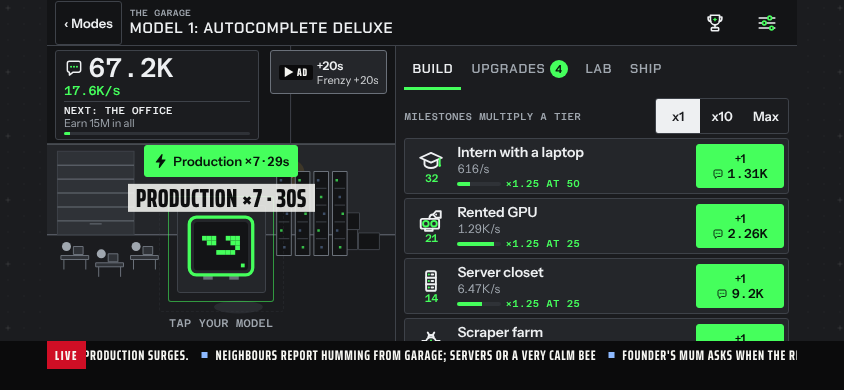 ‹ Modes
THE GARAGE
MODEL 1: AUTOCOMPLETE DELUXE
67.2K
17.6K/s
NEXT: THE OFFICE
Earn 15M in all
AD
+20s
Frenzy +20s
Production ×7 · 29s
PRODUCTION ×7 · 30S
TAP YOUR MODEL
BUILD
UPGRADES 4
LAB
SHIP
MILESTONES MULTIPLY A TIER
x1
x10
Max
Intern with a laptop
616/s
32
×1.25 AT 50
+1
1.31K
Rented GPU
1.29K/s
21
×1.25 AT 25
+1
2.26K
Server closet
6.47K/s
14
×1.25 AT 25
+1
9.2K
Scraper farm
+1
LIVE
PRODUCTION SURGES. NEIGHBOURS REPORT HUMMING FROM GARAGE; SERVERS OR A VERY CALM BEE FOUNDER'S MUM ASKS WHEN THE